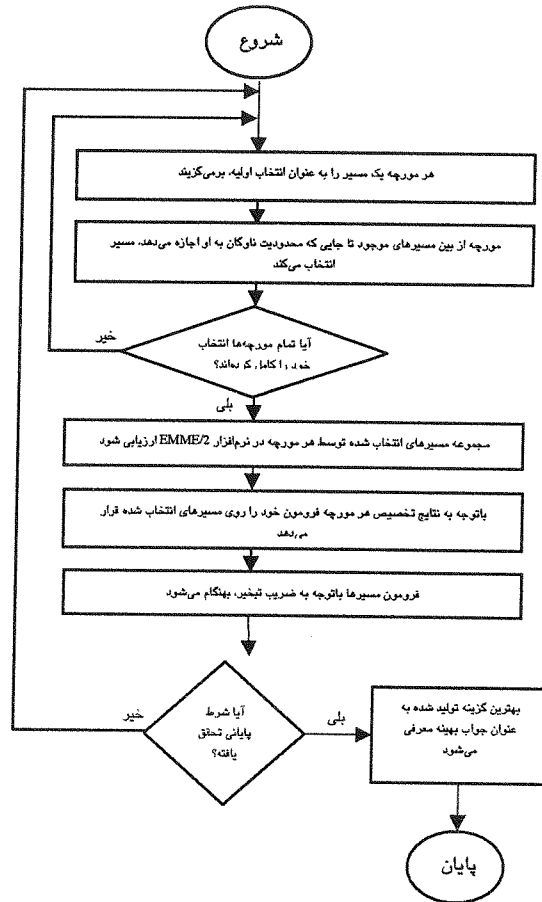 شروع
هر مورچه یک مسیر را به عنوان انتخاب اولیه، برمی‌گزیند
مورچه از بین مسیرهای موجود تا جایی که محدودیت ناوگان به او اجازه می‌دهد، مسیر
انتخاب می‌کند
آیا تمام مورچه‌ها انتخاب
خود را کامل کرده‌اند؟
خیر
بلی
مجموعه مسیرهای انتخاب شده توسط هر مورچه در نرم‌افزار EMME/2 ارزیابی شود
باتوجه به نتایج تخصیص هر مورچه فرومون خود را روی مسیرهای انتخاب شده قرار
می‌دهد
فرومون مسیرها باتوجه به ضریب تبخیر، بهنگام می‌شود
آیا شرط
پایانی تحقق
یافته؟
خیر
بلی
بهترین گزینه تولید شده به
عنوان جواب بهینه معرفی
می‌شود
پایان